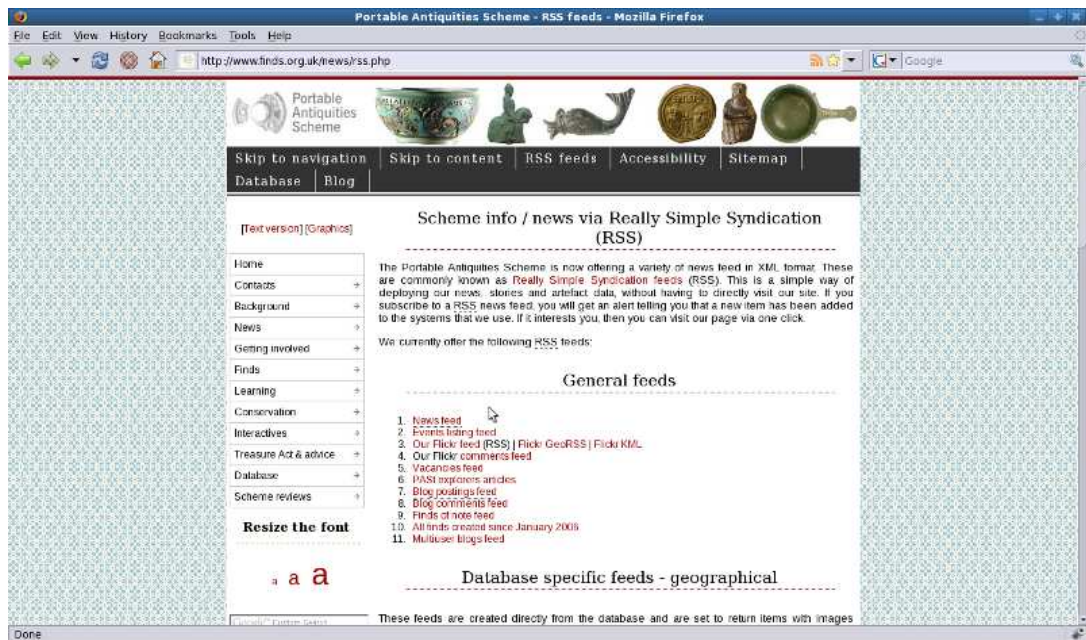 Portable Antiquities Scheme - RSS feeds - Mozilla Firefox
File Edit View History Bookmarks Tools Help
http://www.finds.org.uk/news/rss.php
Google
Portable
Antiquities
Scheme
Skip to navigation Skip to content RSS feeds Accessibility Sitemap
Database Blog
[Text version] [Graphics]
Home
Contacts
Background
News
Getting involved
Finds
Learning
Conservation
Interactives
Treasure Act & advice
Database
Scheme reviews
Resize the font
a a a
Google Custom Search
Scheme info / news via Really Simple Syndication
(RSS)
The Portable Antiquities Scheme is now offering a variety of news feed in XML format. These
are commonly known as Really Simple Syndication feeds (RSS). This is a simple way of
deploying our news, stories and artefact data, without having to directly visit our site. If you
subscribe to a RSS news feed, you will get an alert telling you that a new item has been added
to the systems that we use. If it interests you, then you can visit our page via one click.
We currently offer the following RSS feeds:
General feeds
1. News feed
2. Events listing feed
3. Our Flickr feed (RSS) | Flickr GeoRSS | Flickr KML
4. Our Flickr comments feed
5. Vacancies feed
6. PASt explorers articles
7. Blog postings feed
8. Blog comments feed
9. Finds of note feed
10. All finds created since January 2006
11. Multiuser blogs feed
Database specific feeds - geographical
These feeds are created directly from the database and are set to return items with images
Done